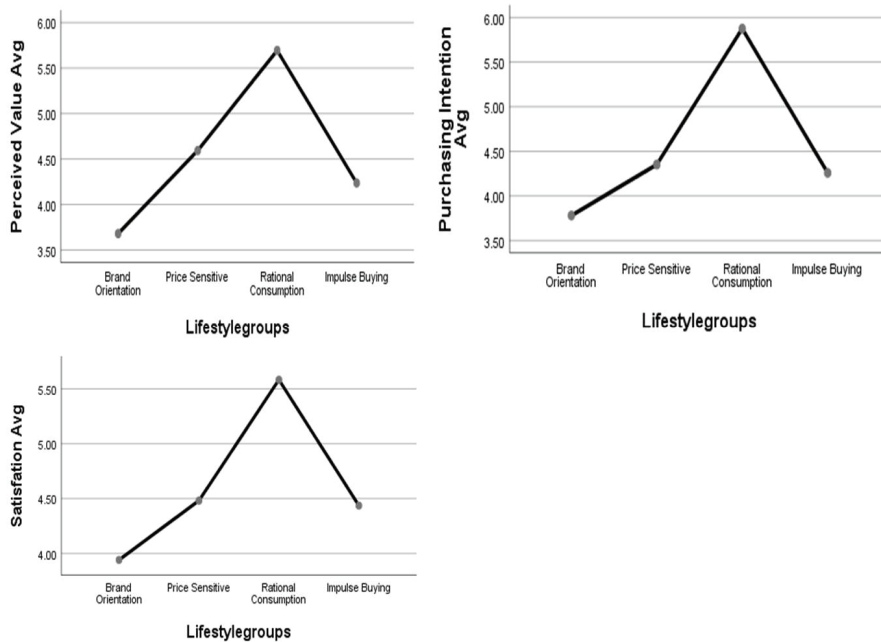 Perceived Value Avg
6.00
5.50
5.00
4.50
4.00
3.50
Brand
Orientation
Price Sensitive
Rational
Consumption
Impulse Buying
Lifestylegroups
Purchasing Intention
Avg
6.00
5.50
5.00
4.50
4.00
3.50
Brand
Orientation
Price Sensitive
Rational
Consumption
Impulse Buying
Lifestylegroups
Satisfation Avg
5.50
5.00
4.50
4.00
Brand
Orientation
Price Sensitive
Rational
Consumption
Impulse Buying
Lifestylegroups